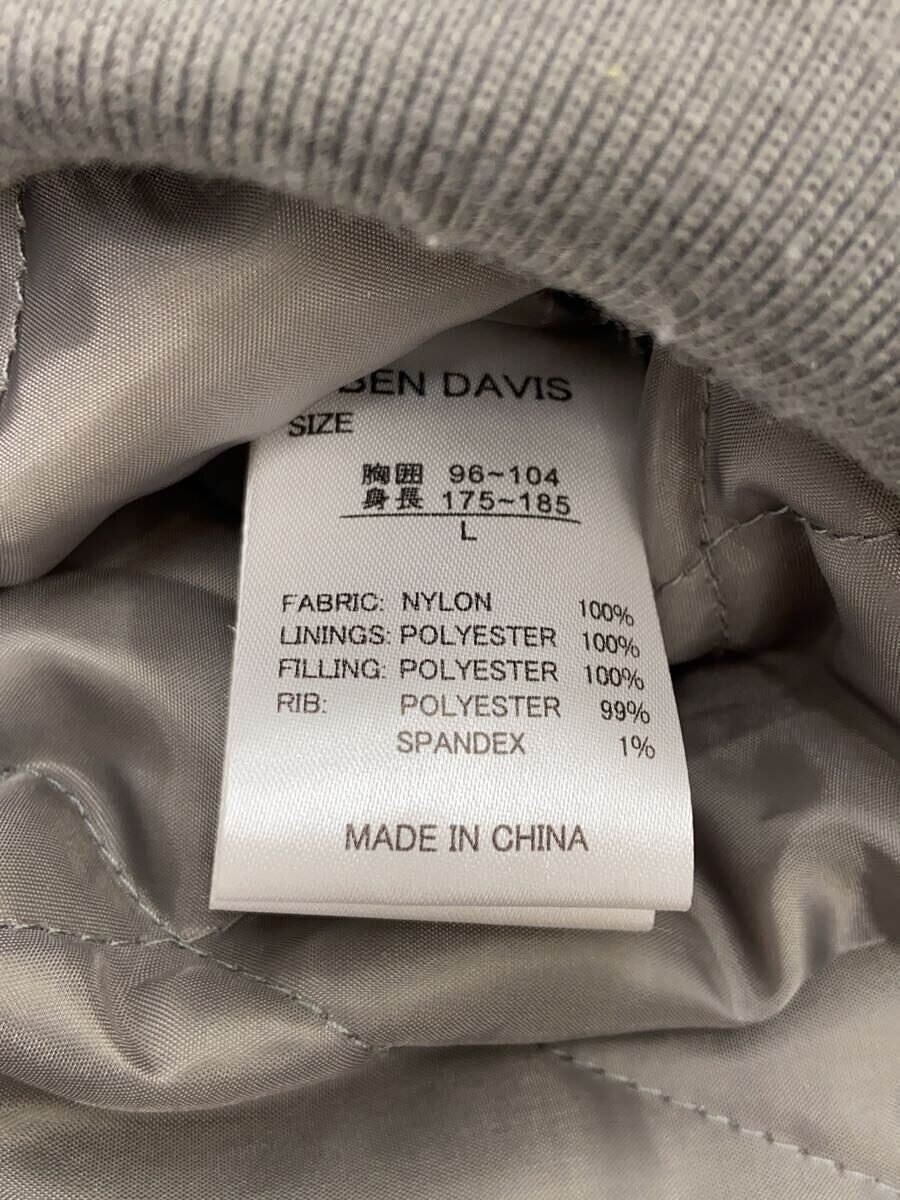 BEN DAVIS
SIZE
胸囲 96~104
身長 175~185
L
FABRIC: NYLON 100%
LININGS: POLYESTER 100%
FILLING: POLYESTER 100%
RIB: POLYESTER 99%
SPANDEX 1%
MADE IN CHINA